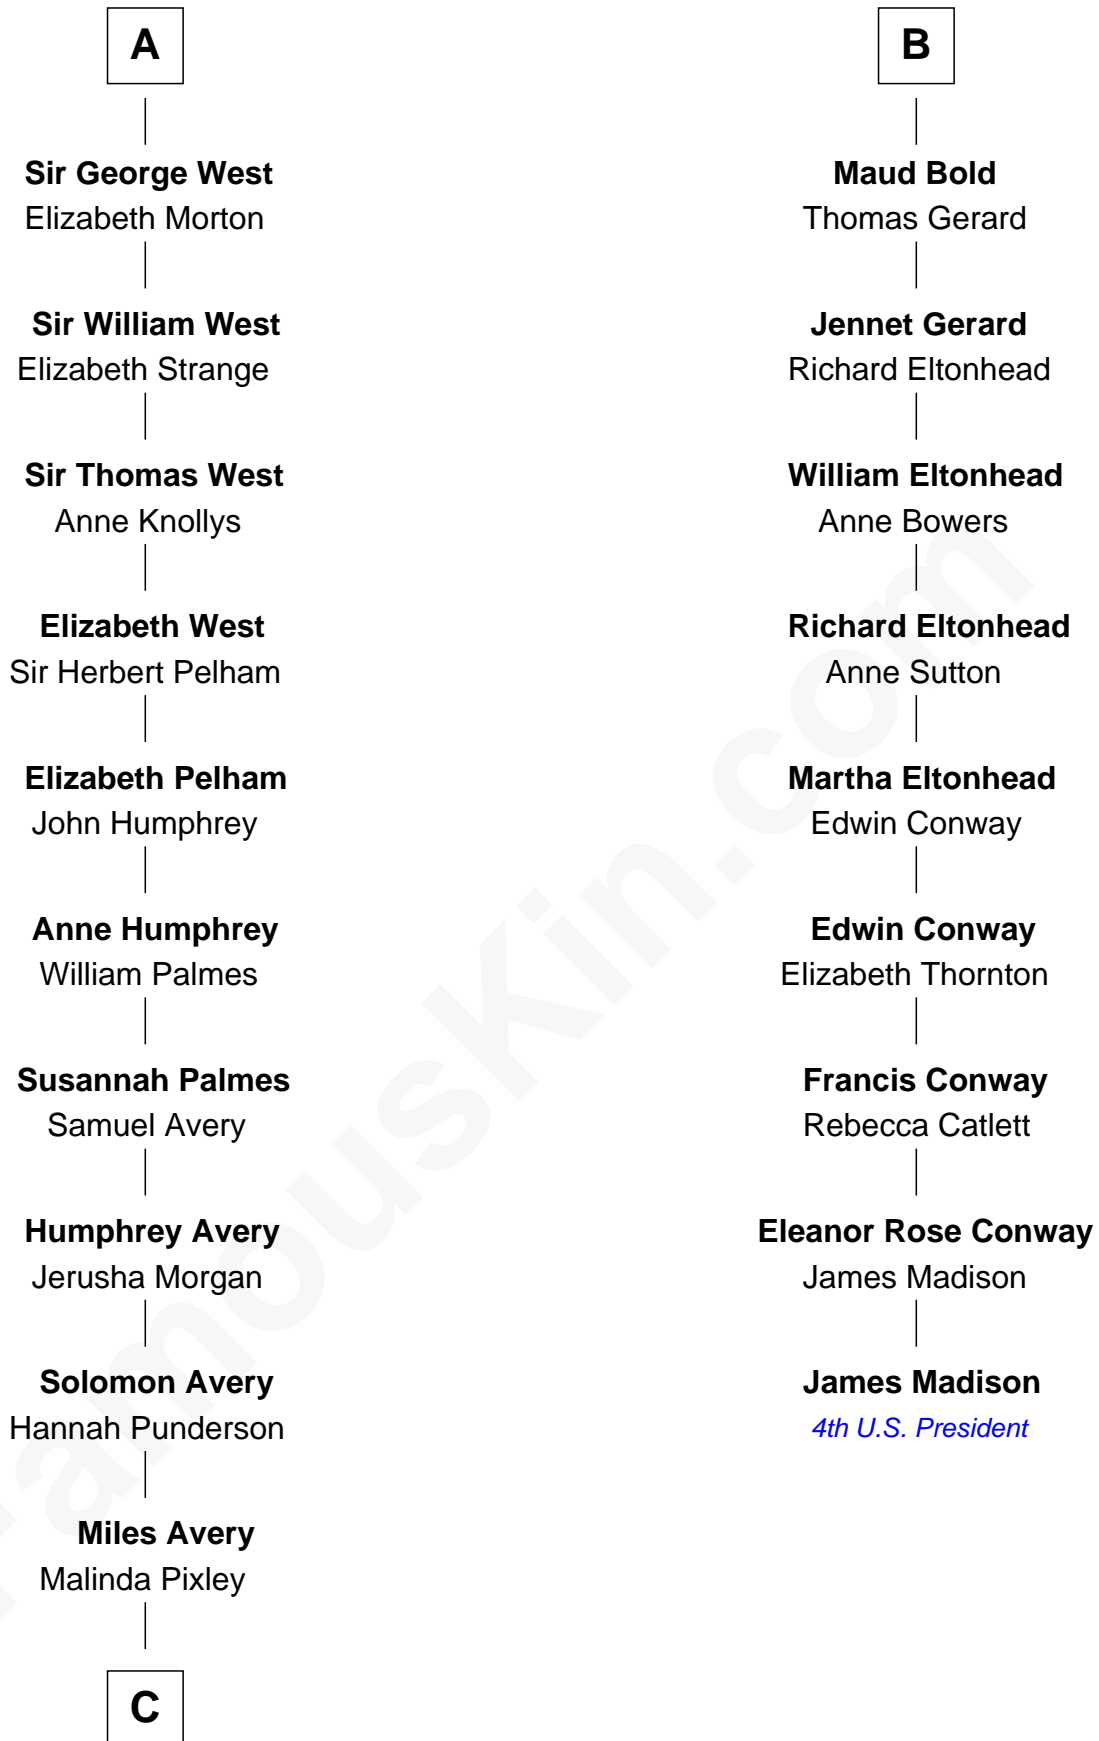 A
Sir George West
Elizabeth Morton
Sir William West
Elizabeth Strange
Sir Thomas West
Anne Knollys
Elizabeth West
Sir Herbert Pelham
Elizabeth Pelham
John Humphrey
Anne Humphrey
William Palmes
Susannah Palmes
Samuel Avery
Humphrey Avery
Jerusha Morgan
Solomon Avery
Hannah Punderson
Miles Avery
Malinda Pixley
C
B
Maud Bold
Thomas Gerard
Jennet Gerard
Richard Eltonhead
William Eltonhead
Anne Bowers
Richard Eltonhead
Anne Sutton
Martha Eltonhead
Edwin Conway
Edwin Conway
Elizabeth Thornton
Francis Conway
Rebecca Catlett
Eleanor Rose Conway
James Madison
James Madison
4th U.S. President
FamousKin.com